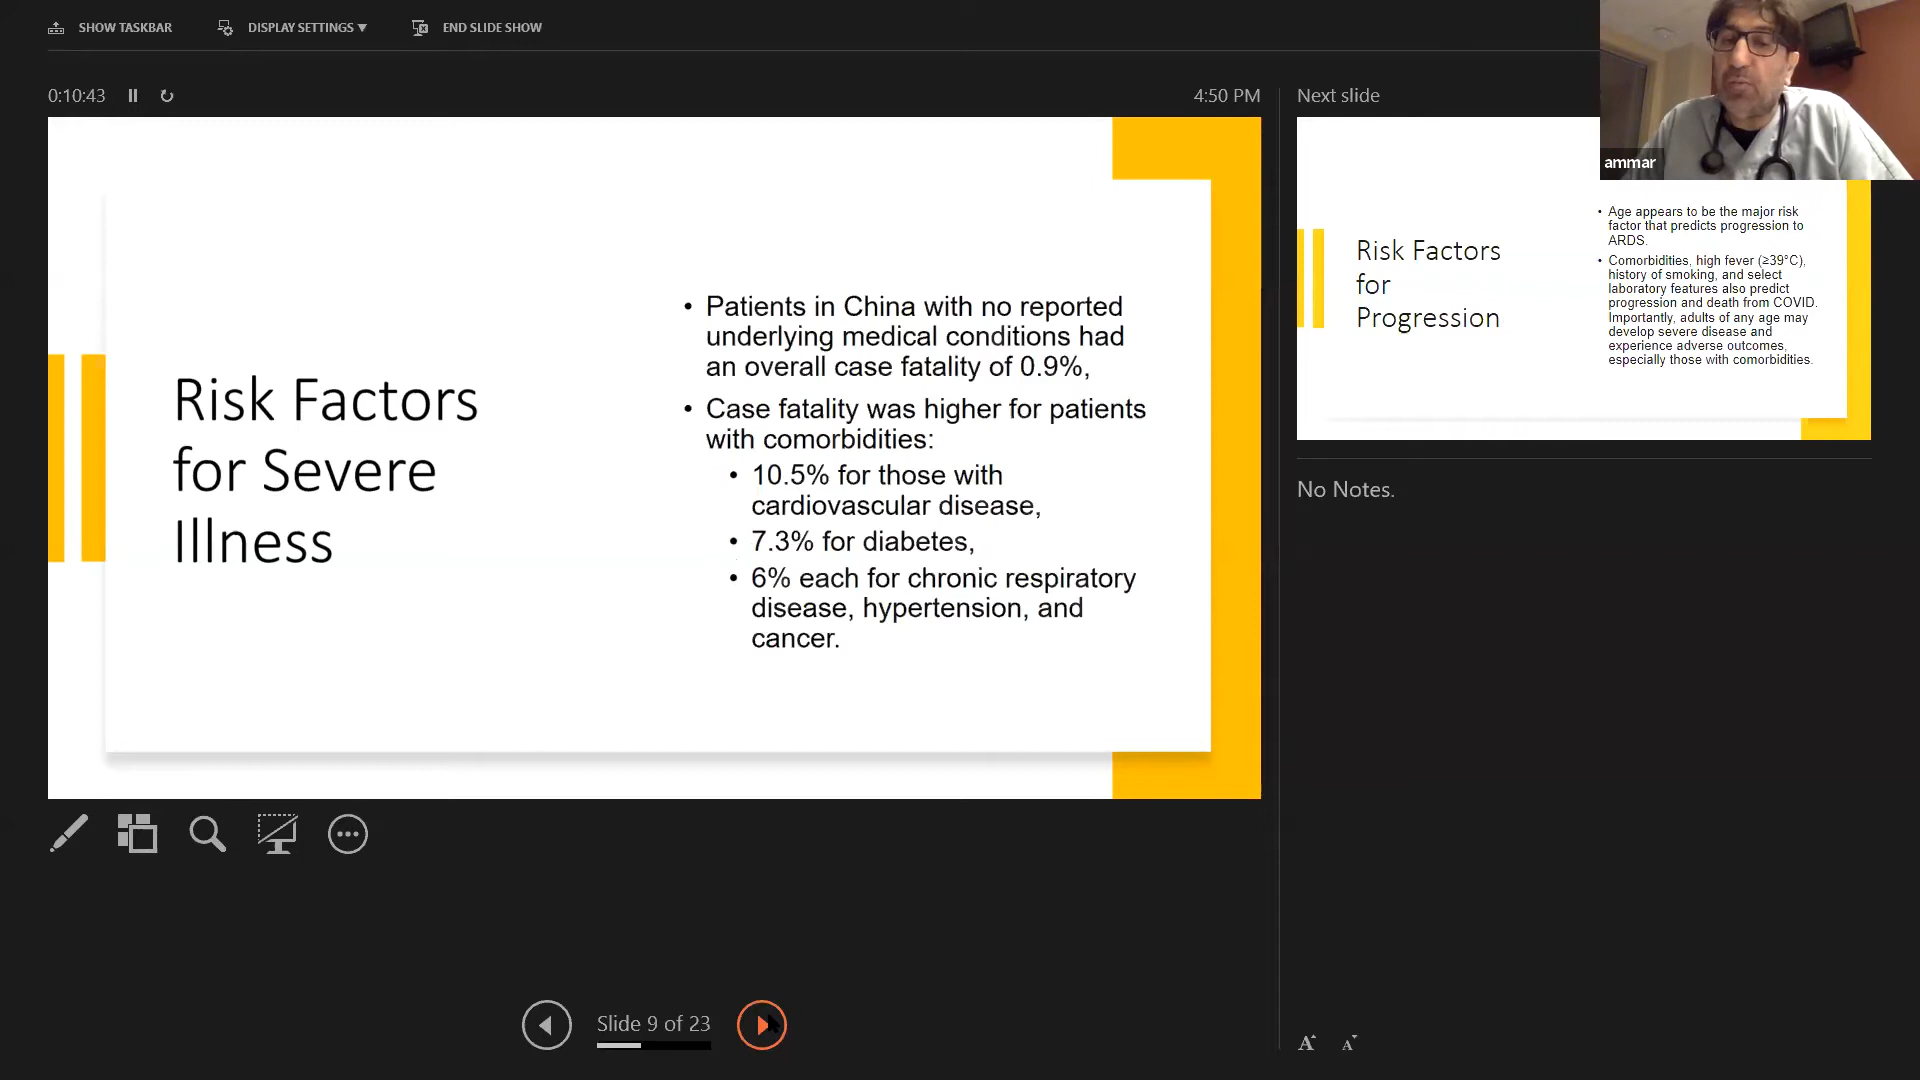 SHOW TASKBAR
DISPLAY SETTINGS ▼
END SLIDE SHOW
0:10:43
4:50 PM
Risk Factors
for Severe
Illness
• Patients in China with no reported
underlying medical conditions had
an overall case fatality of 0.9%,
• Case fatality was higher for patients
with comorbidities:
• 10.5% for those with
cardiovascular disease,
• 7.3% for diabetes,
• 6% each for chronic respiratory
disease, hypertension, and
cancer.
Slide 9 of 23
Next slide
ammar
Risk Factors
for
Progression
• Age appears to be the major risk
factor that predicts progression to
ARDS.
• Comorbidities, high fever (≥39°C),
history of smoking, and select
laboratory features also predict
progression and death from COVID.
Importantly, adults of any age may
develop severe disease and
experience adverse outcomes,
especially those with comorbidities.
No Notes.
A A